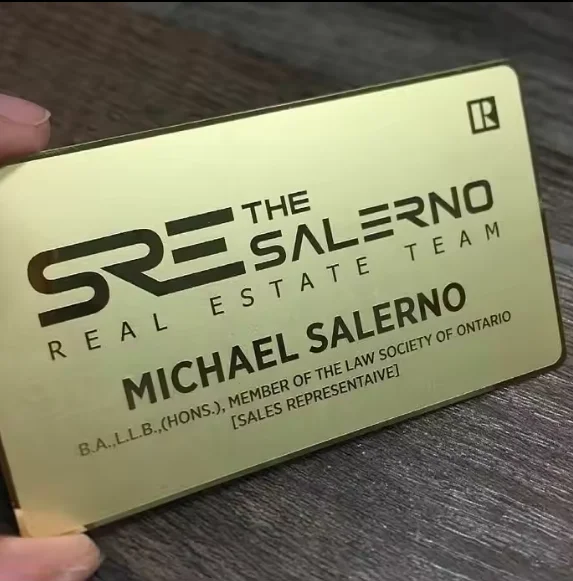 R
SRE THE
SALERNO
REAL ESTATE TEAM
MICHAEL SALERNO
B.A.,L.L.B.,(HONS.), MEMBER OF THE LAW SOCIETY OF ONTARIO
[SALES REPRESENTAIVE]